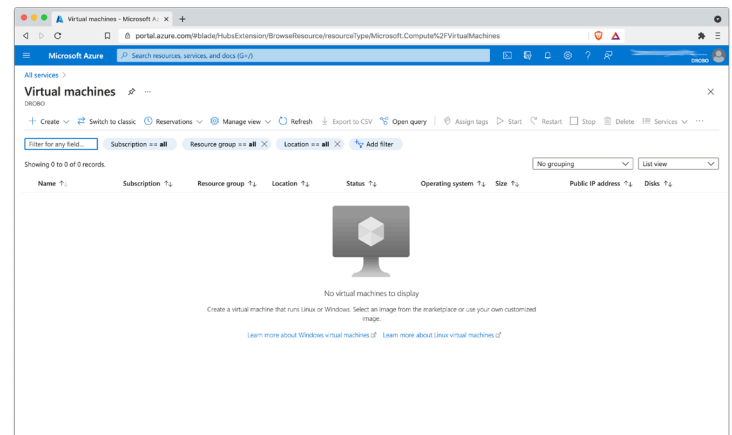 Virtual machines - Microsoft Az
portal.azure.com/#blade/HubsExtension/BrowseResource/resourceType/Microsoft.Compute%2FVirtualMachines
Microsoft Azure
Search resources, services, and docs (G+/)
DROBO
All services >
Virtual machines
DROBO
Create
Switch to classic
Reservations
Manage view
Refresh
Export to CSV
Open query
Assign tags
Start
Restart
Stop
Delete
Services
Filter for any field...
Subscription == all
Resource group == all
Location == all
Add filter
Showing 0 to 0 of 0 records.
No grouping
List view
Name Subscription Resource group Location Status Operating system Size Public IP address Disks
No virtual machines to display
Create a virtual machine that runs Linux or Windows. Select an image from the marketplace or use your own customized
image.
Learn more about Windows virtual machines Learn more about Linux virtual machines